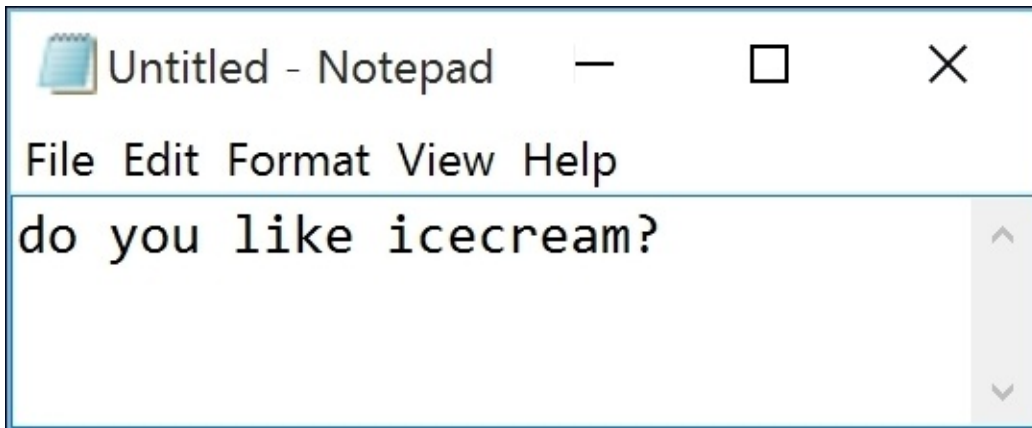 Untitled - Notepad
File Edit Format View Help
do you like icecream?